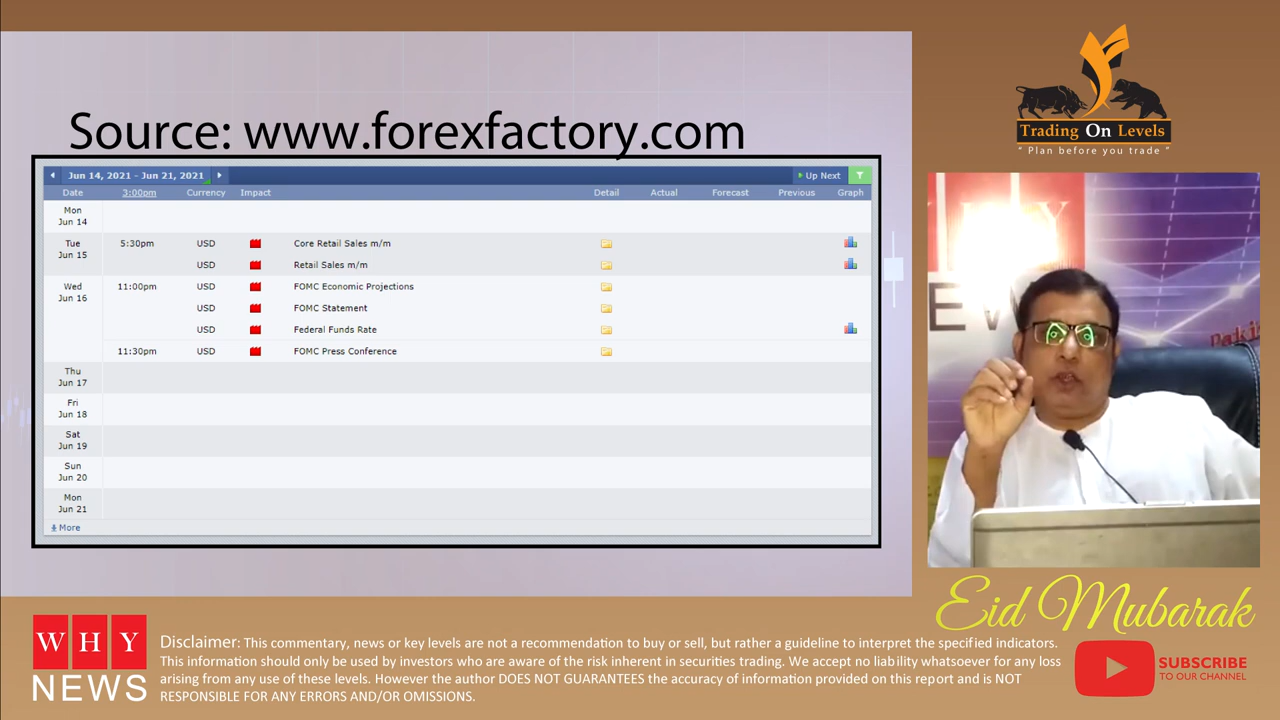 Source: www.forexfactory.com
Jun 14, 2021 - Jun 21, 2021
Up Next
Date 3:00pm Currency Impact Detail Actual Forecast Previous Graph
Mon
Jun 14
Tue 5:30pm USD Core Retail Sales m/m
Jun 15
USD Retail Sales m/m
Wed 11:00pm USD FOMC Economic Projections
Jun 16
USD FOMC Statement
USD Federal Funds Rate
11:30pm USD FOMC Press Conference
Thu
Jun 17
Fri
Jun 18
Sat
Jun 19
Sun
Jun 20
Mon
Jun 21
More
Trading On Levels
" Plan before you trade "
Eid Mubarak
WHY
NEWS
Disclaimer: This commentary, news or key levels are not a recommendation to buy or sell, but rather a guideline to interpret the specified indicators.
This information should only be used by investors who are aware of the risk inherent in securities trading. We accept no liability whatsoever for any loss
arising from any use of these levels. However the author DOES NOT GUARANTEES the accuracy of information provided on this report and is NOT
RESPONSIBLE FOR ANY ERRORS AND/OR OMISSIONS.
SUBSCRIBE
TO OUR CHANNEL